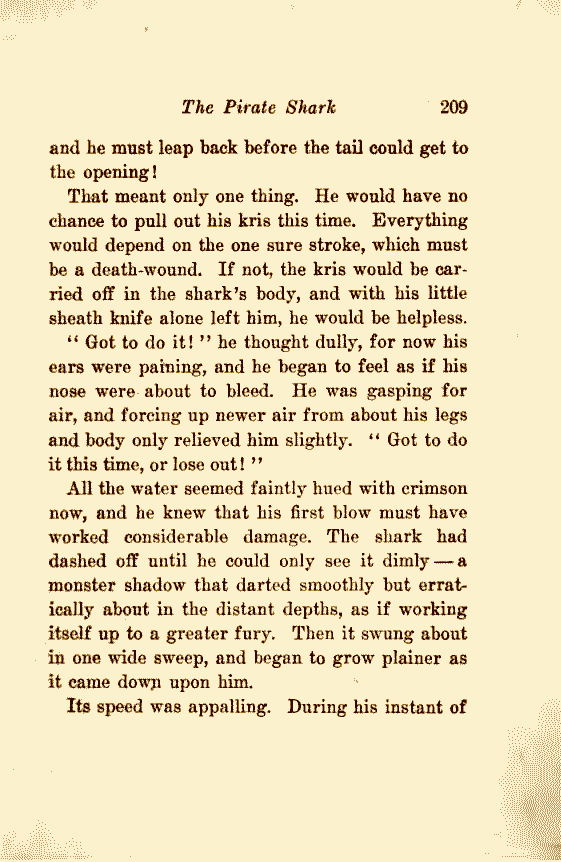 The Pirate Shark 209
and he must leap back before the tail could get to
the opening!
That meant only one thing. He would have no
chance to pull out his kris this time. Everything
would depend on the one sure stroke, which must
be a death-wound. If not, the kris would be car-
ried off in the shark's body, and with his little
sheath knife alone left him, he would be helpless.
" Got to do it! " he thought dully, for now his
ears were paining, and he began to feel as if his
nose were about to bleed. He was gasping for
air, and forcing up newer air from about his legs
and body only relieved him slightly. " Got to do
it this time, or lose out! "
All the water seemed faintly hued with crimson
now, and he knew that his first blow must have
worked considerable damage. The shark had
dashed off until he could only see it dimly — a
monster shadow that darted smoothly but errat-
ically about in the distant depths, as if working
itself up to a greater fury. Then it swung about
in one wide sweep, and began to grow plainer as
it came down upon him.
Its speed was appalling. During his instant of